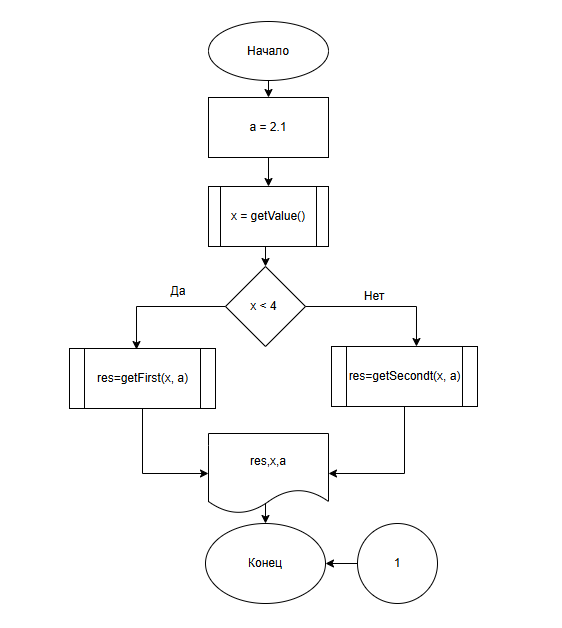 Начало
a = 2.1
x = getValue()
x < 4
Да
Нет
res=getFirst(x, a)
res=getSecondt(x, a)
res,x,a
Конец
1